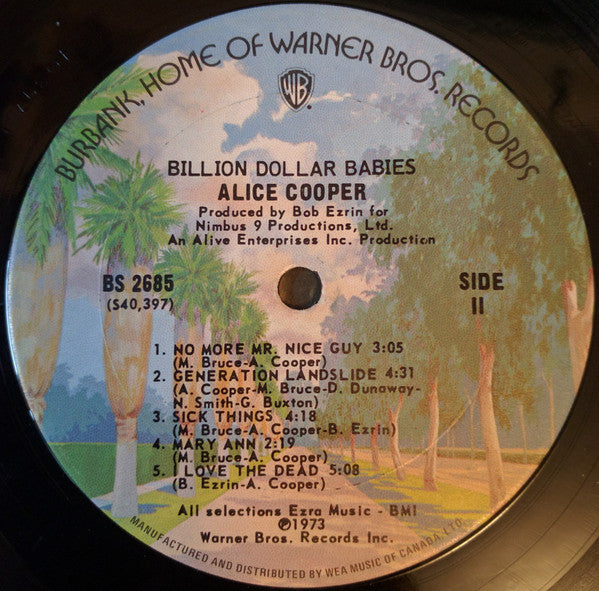 BURBANK, HOME OF WARNER BROS. RECORDS
WB
BILLION DOLLAR BABIES
ALICE COOPER
Produced by Bob Ezrin for
Nimbus 9 Productions, Ltd.
An Alive Enterprises Inc. Production
BS 2685
(S40,397)
SIDE
II
1. NO MORE MR. NICE GUY 3:05
(M. Bruce-A. Cooper)
2. GENERATION LANDSLIDE 4:31
(A. Cooper-M. Bruce-D. Dunaway-
N. Smith-G. Buxton)
3. SICK THINGS 4:18
(M. Bruce-A. Cooper-B. Ezrin)
4. MARY ANN 2:19
(M. Bruce-A. Cooper)
5. I LOVE THE DEAD 5:08
(B. Ezrin-A. Cooper)
All selections Ezra Music - BMI
℗1973
Warner Bros. Records Inc.
MANUFACTURED AND DISTRIBUTED BY WEA MUSIC OF CANADA, LTD.